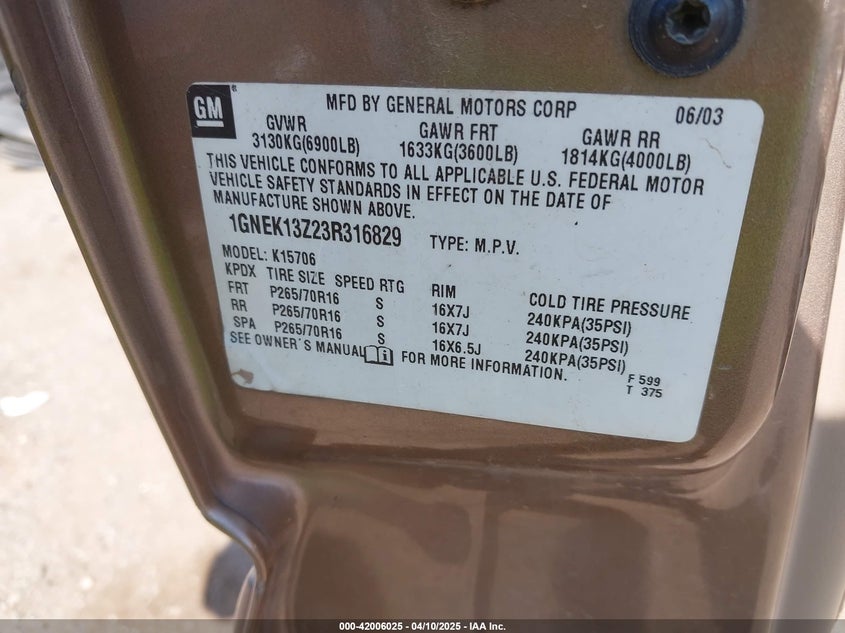 GM
MFD BY GENERAL MOTORS CORP 06/03
GVWR GAWR FRT GAWR RR
3130KG(6900LB) 1633KG(3600LB) 1814KG(4000LB)
THIS VEHICLE CONFORMS TO ALL APPLICABLE U.S. FEDERAL MOTOR
VEHICLE SAFETY STANDARDS IN EFFECT ON THE DATE OF
MANUFACTURE SHOWN ABOVE.
1GNEK13Z23R316829 TYPE: M.P.V.
MODEL: K15706
KPDX TIRE SIZE SPEED RTG RIM COLD TIRE PRESSURE
FRT P265/70R16 S 16X7J 240KPA(35PSI)
RR P265/70R16 S 16X7J 240KPA(35PSI)
SPA P265/70R16 S 16X6.5J 240KPA(35PSI)
SEE OWNER'S MANUAL FOR MORE INFORMATION.
F 599
T 375
000-42006025 - 04/10/2025 - IAA Inc.